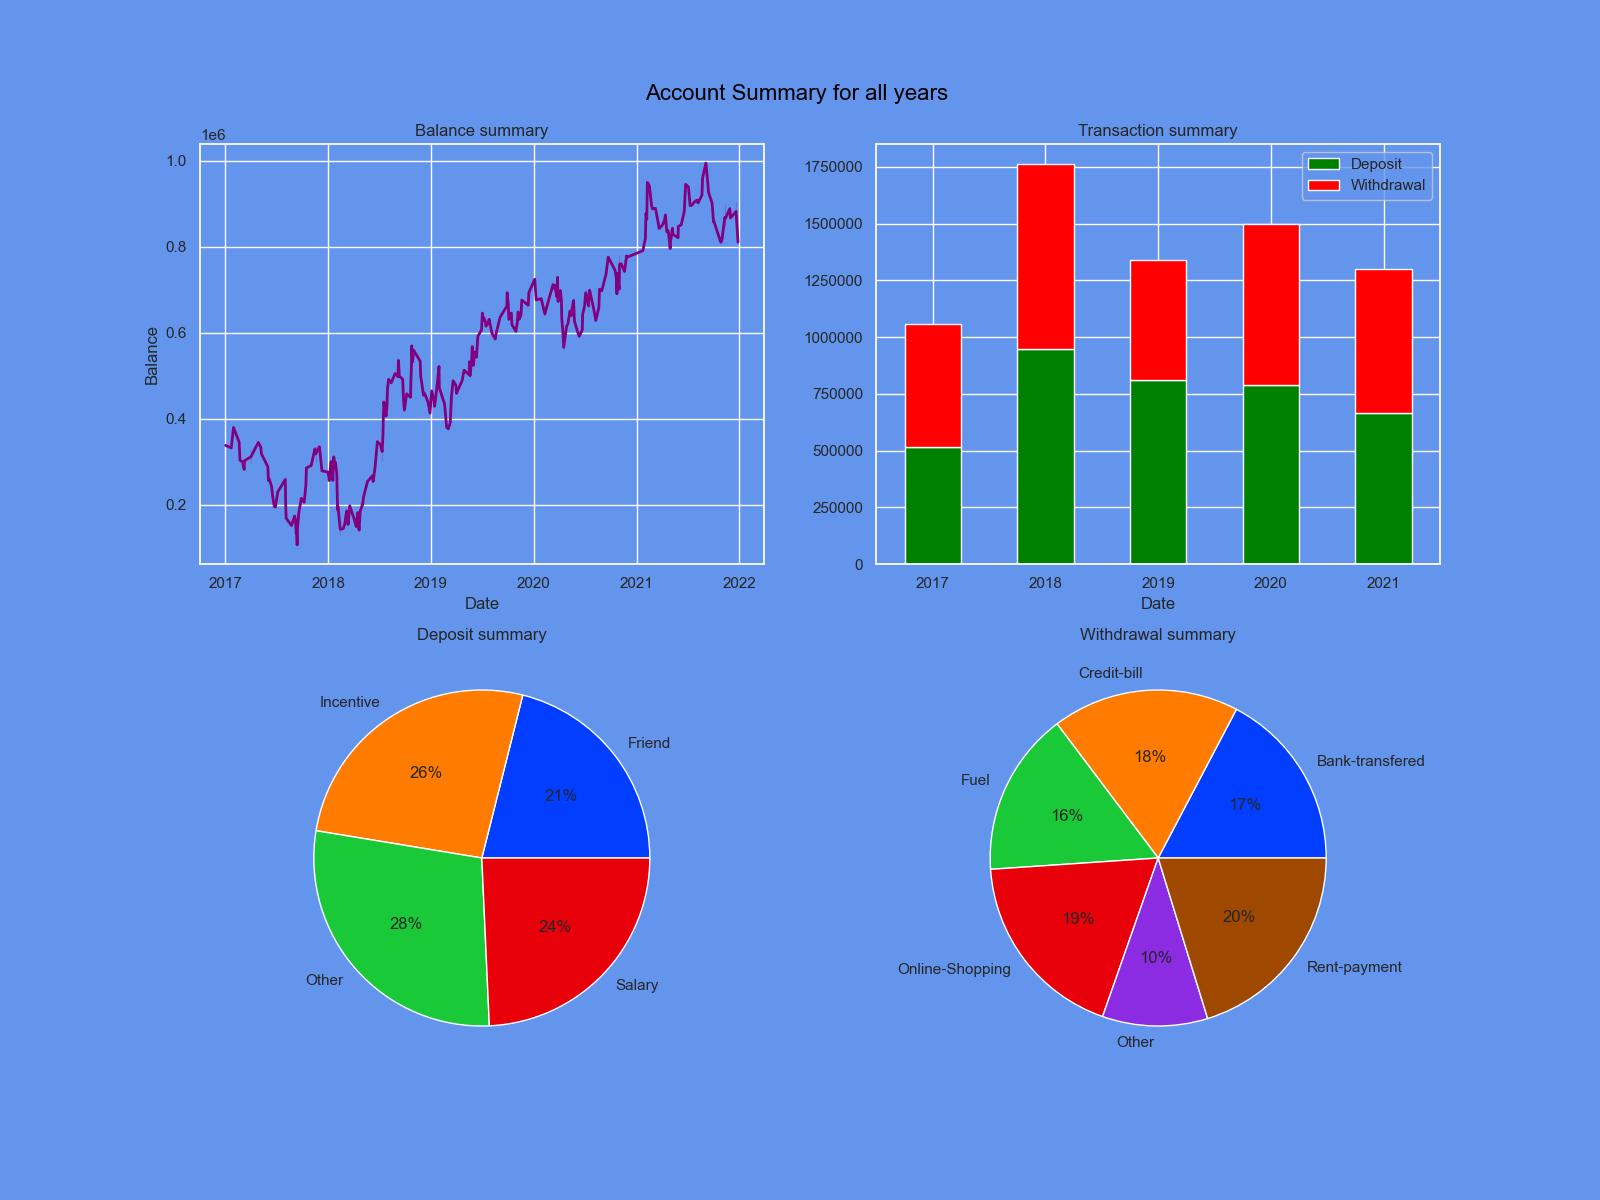 Account Summary for all years
Balance summary
1e6
1.0
0.8
0.6
0.4
0.2
Balance
2017 2018 2019 2020 2021 2022
Date
Transaction summary
Deposit
Withdrawal
1750000
1500000
1250000
1000000
750000
500000
250000
0
2017 2018 2019 2020 2021
Date
Deposit summary
Incentive
Friend
26%
21%
28%
24%
Other
Salary
Withdrawal summary
Credit-bill
Bank-transfered
Fuel
18%
17%
16%
19%
20%
10%
Online-Shopping
Rent-payment
Other